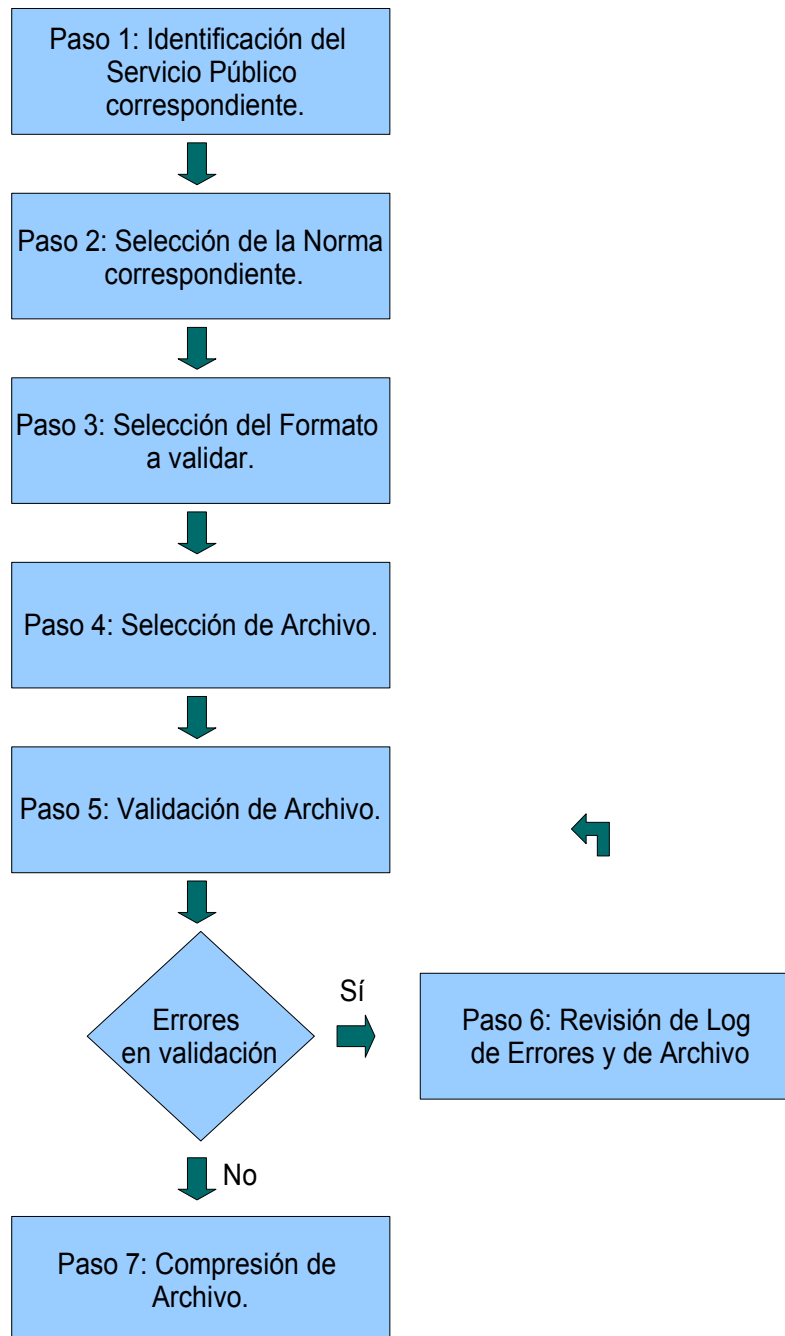 Paso 1: Identificación del
Servicio Público
correspondiente.
Paso 2: Selección de la Norma
correspondiente.
Paso 3: Selección del Formato
a validar.
Paso 4: Selección de Archivo.
Paso 5: Validación de Archivo.
Errores
en validación
Sí
Paso 6: Revisión de Log
de Errores y de Archivo
No
Paso 7: Compresión de
Archivo.